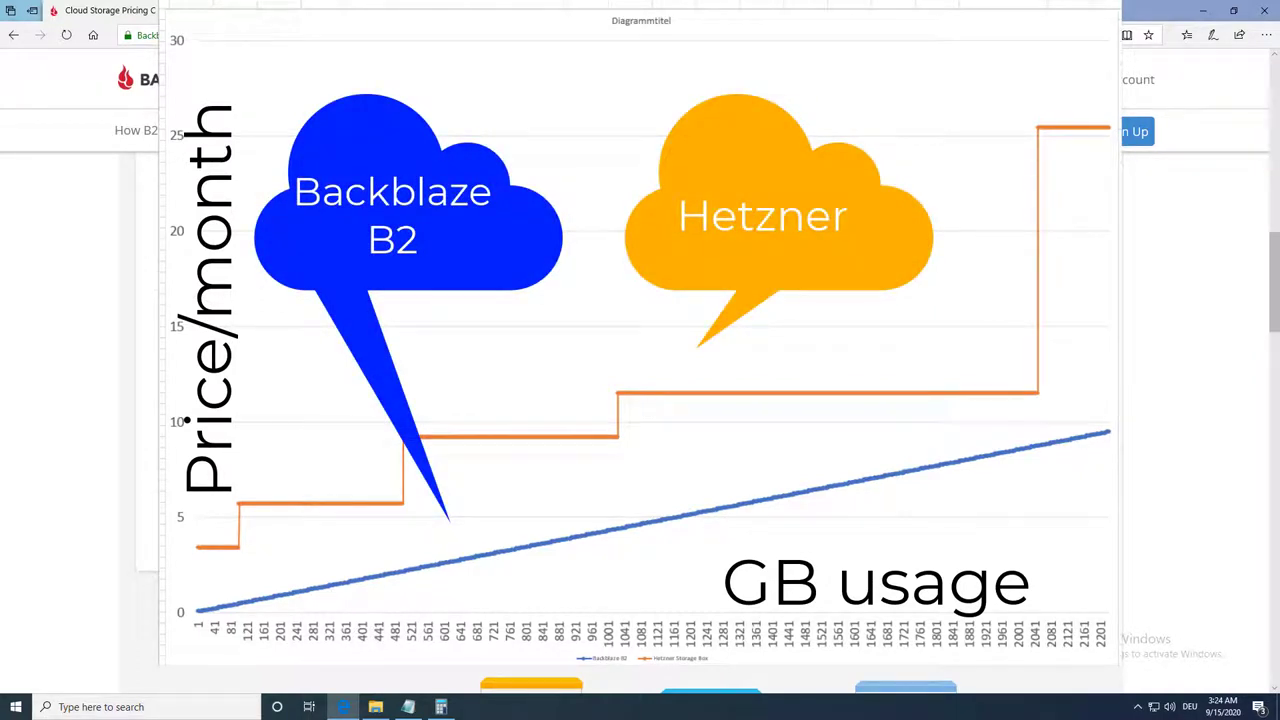 Cloud Storage Pricing C
Diagrammtitel
BA
count
How B2
n Up
Price/month
30
25
20
15
10
5
0
Backblaze
B2
Hetzner
GB usage
1 41 81 121 161 201 241 281 321 361 401 441 481 521 561 601 641 681 721 761 801 841 881 921 961 1001 1041 1081 1121 1161 1201 1241 1281 1321 1361 1401 1441 1481 1521 1561 1601 1641 1681 1721 1761 1801 1841 1881 1921 1961 2001 2041 2081 2121 2161 2201
BackBlaze B2 Hetzner Storage Box
Windows
gs to activate Windows.
Type here to search
DEU
3:24 AM
9/15/2020
3